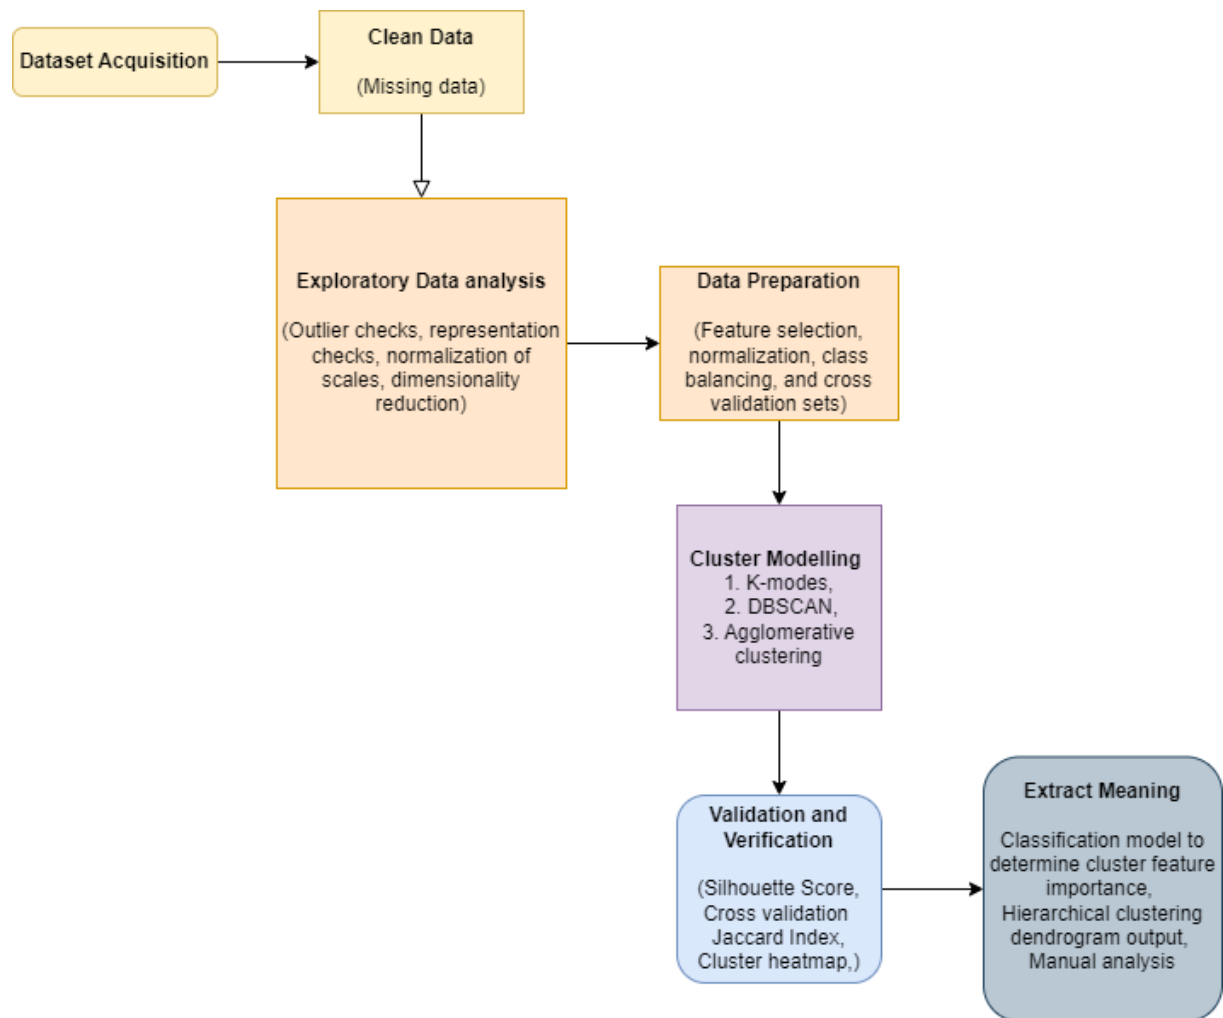 Dataset Acquisition
Clean Data
(Missing data)
Exploratory Data analysis
(Outlier checks, representation
checks, normalization of
scales, dimensionality
reduction)
Data Preparation
(Feature selection,
normalization, class
balancing, and cross
validation sets)
Cluster Modelling
1. K-modes,
2. DBSCAN,
3. Agglomerative
clustering
Validation and
Verification
(Silhouette Score,
Cross validation
Jaccard Index,
Cluster heatmap,)
Extract Meaning
Classification model to
determine cluster feature
importance,
Hierarchical clustering
dendrogram output,
Manual analysis